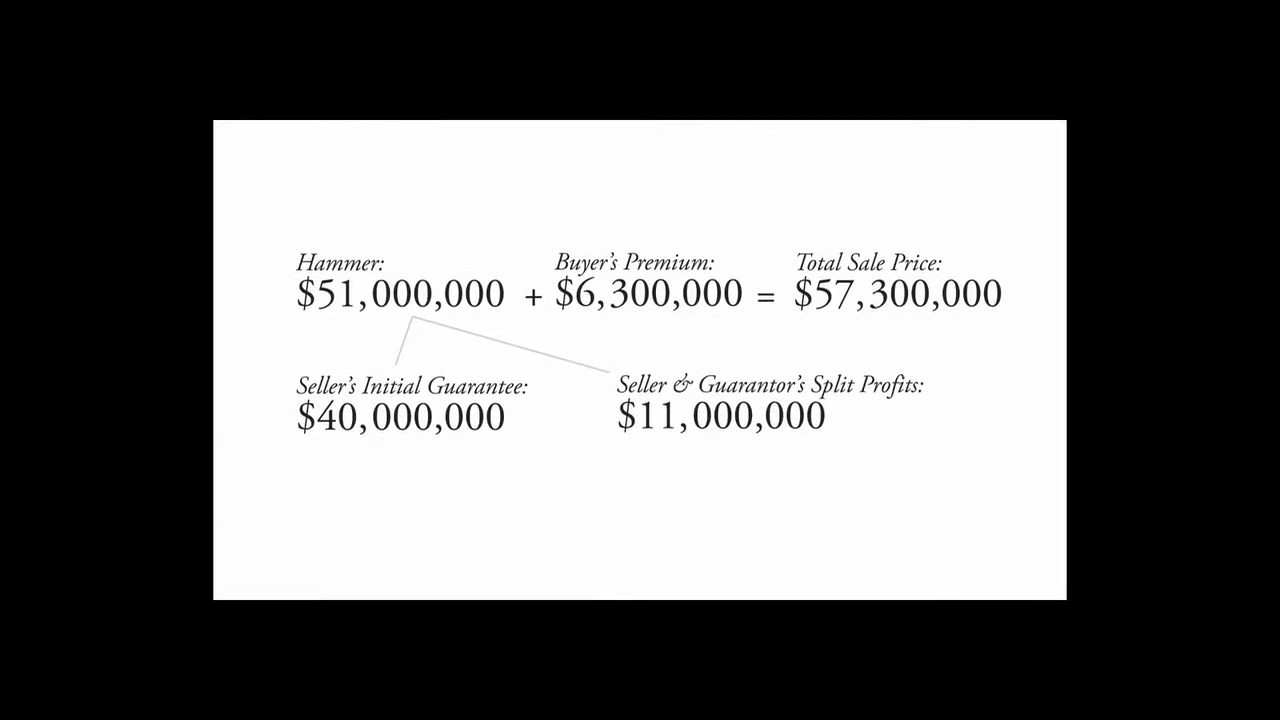 Hammer: Buyer's Premium: Total Sale Price:
$51,000,000 + $6,300,000 = $57,300,000
Seller's Initial Guarantee: Seller & Guarantor's Split Profits:
$40,000,000 $11,000,000